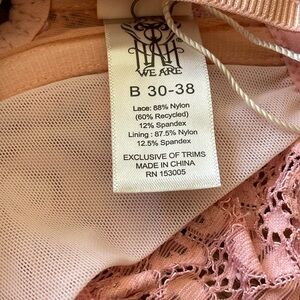 WE ARE
B 30-38
Lace: 88% Nylon
(60% Recycled)
12% Spandex
Lining : 87.5% Nylon
12.5% Spandex
EXCLUSIVE OF TRIMS
MADE IN CHINA
RN 153005